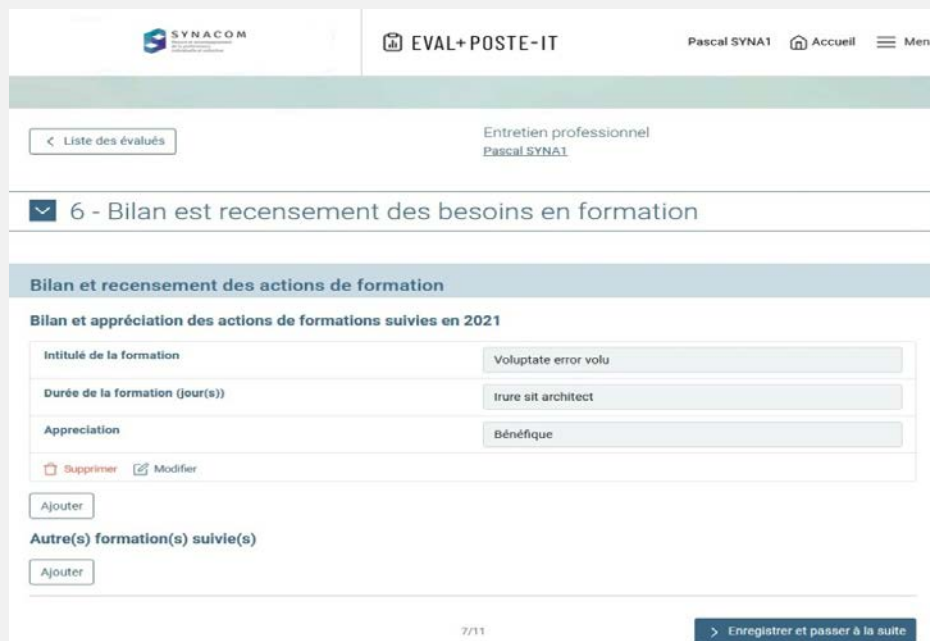 SYNACOM
EVAL+POSTE-IT
Pascal SYNA1
Accueil
Men
Liste des évalués
Entretien professionnel
Pascal SYNA1
6 - Bilan est recensement des besoins en formation
Bilan et recensement des actions de formation
Bilan et appréciation des actions de formations suivies en 2021
Intitulé de la formation
Voluptate error volu
Durée de la formation (jour(s))
Irure sit architect
Appreciation
Bénéfique
Supprimer
Modifier
Ajouter
Autre(s) formation(s) suivie(s)
Ajouter
7/11
Enregistrer et passer à la suite